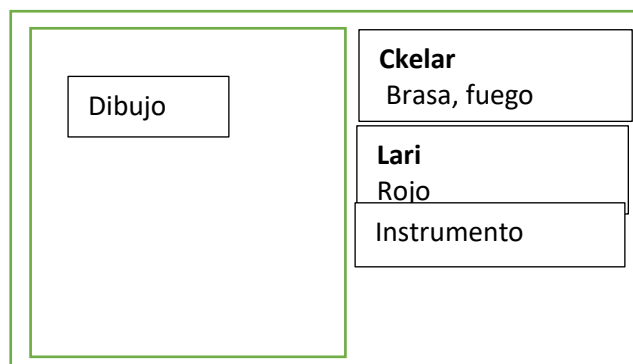 Dibujo
Ckelar
Brasa, fuego
Lari
Rojo
Instrumento